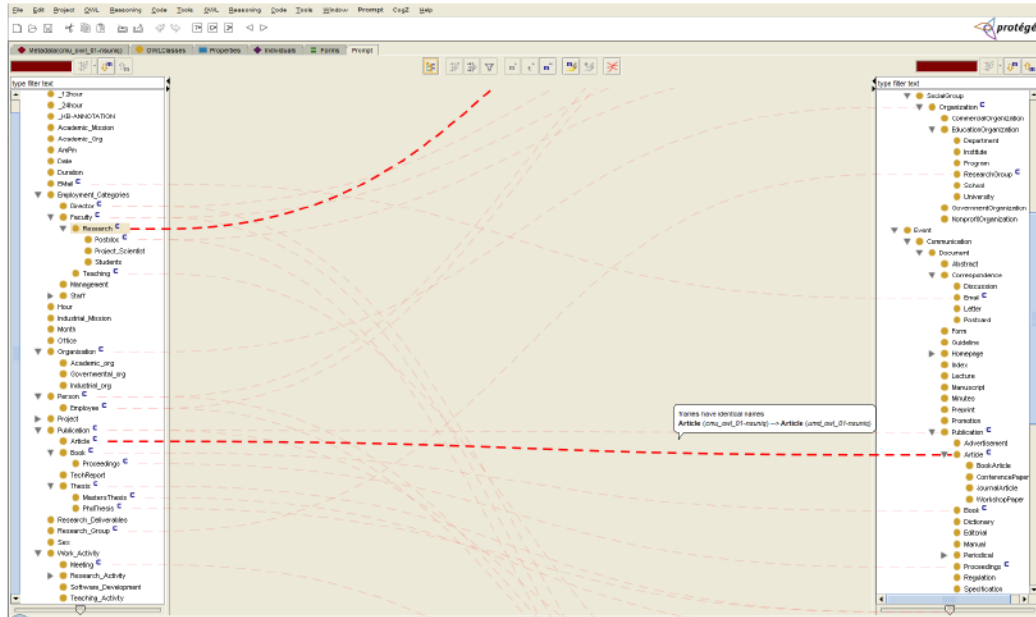 File Edit Project OWL Reasoning Code Tools OWL Reasoning Code Tools Window Prompt CogZ Help
protégé
Metadata(cmu_owl_01-nsuniq) OWLClasses Properties Individuals Forms Prompt
type filter text
_12hour
_24hour
_KB-ANNOTATION
Academic_Mission
Academic_Org
AmPm
Date
Duration
EMail C
Employment_Categories
Director C
Faculty C
Research C
Postdoc C
Project_Scientist
Students
Teaching C
Management
Staff
Hour
Industrial_Mission
Month
Office
Organisation C
Academic_org
Governmental_org
Industrial_org
Person C
Employee C
Project
Publication C
Article C
Book C
Proceedings C
TechReport
Thesis C
MastersThesis C
PhdThesis C
Research_Deliverables
Research_Group C
Sex
Work_Activity
Meeting C
Research_Activity
Software_Development
Teaching_Activity
frames have identical names
Article (cmu_owl_01-nsuniq) --> Article (umd_owl_01-nsuniq)
type filter text
SocialGroup
Organization C
CommercialOrganization
EducationOrganization
Department
Institute
Program
ResearchGroup C
School
University
GovernmentOrganization
NonprofitOrganization
Event
Communication
Document
Abstract
Correspondence
Discussion
Email C
Letter
Postcard
Form
Guideline
Homepage
Index
Lecture
Manuscript
Minutes
Preprint
Promotion
Publication C
Advertisement
Article C
BookArticle
ConferencePaper
JournalArticle
WorkshopPaper
Book C
Dictionary
Editorial
Manual
Periodical
Proceedings C
Regulation
Specification